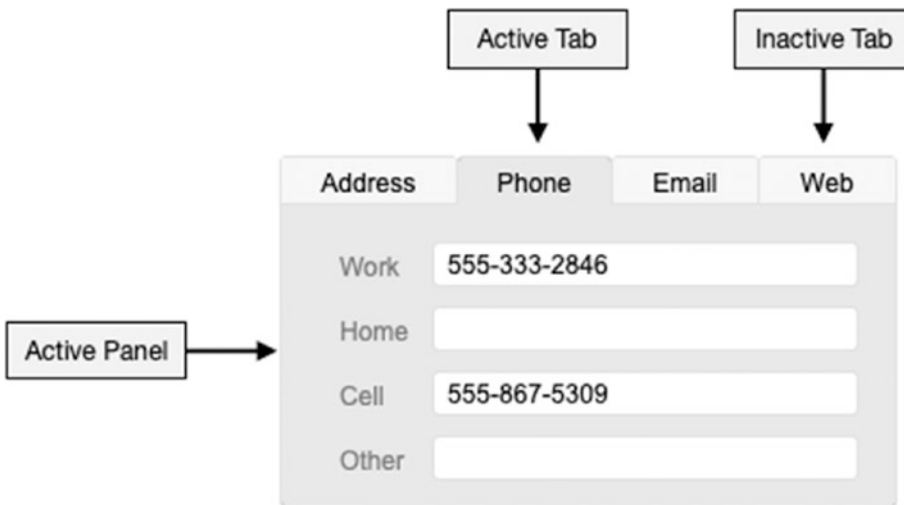 Active Tab
Inactive Tab
Address Phone Email Web
Work 555-333-2846
Active Panel
Home
Cell 555-867-5309
Other